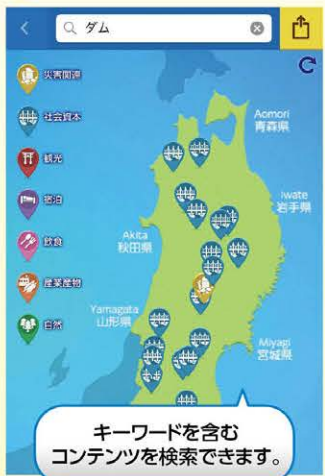 ダム
災害関連
社会資本
観光
宿泊
飲食
産業産物
自然
Aomori
青森県
Iwate
岩手県
Akita
秋田県
Yamagata
山形県
Miyagi
宮城県
キーワードを含む
コンテンツを検索できます。